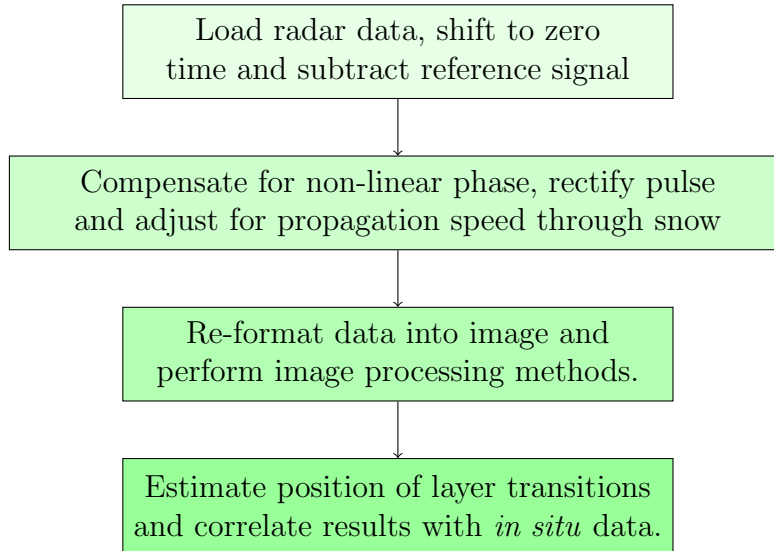 Load radar data, shift to zero
time and subtract reference signal
Compensate for non-linear phase, rectify pulse
and adjust for propagation speed through snow
Re-format data into image and
perform image processing methods.
Estimate position of layer transitions
and correlate results with in situ data.